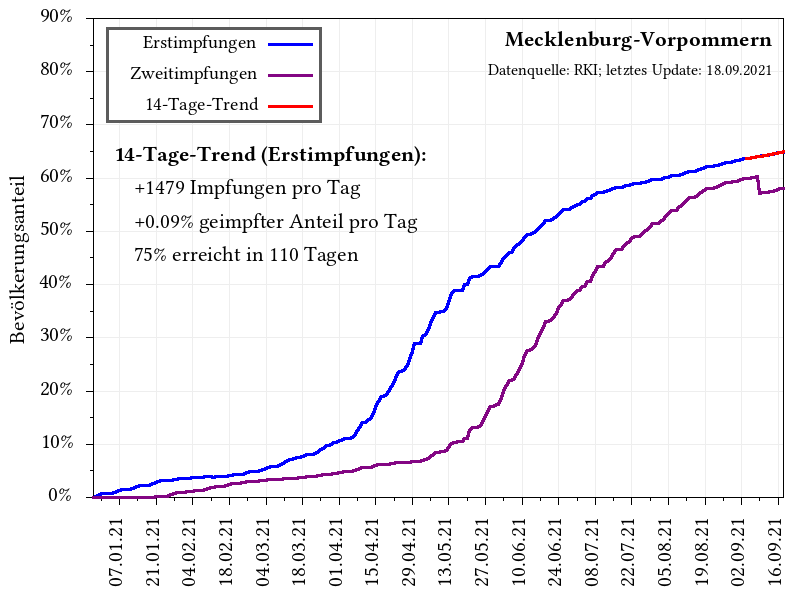 Mecklenburg-Vorpommern
Datenquelle: RKI; letztes Update: 18.09.2021
Erstimpfungen
Zweitimpfungen
14-Tage-Trend
14-Tage-Trend (Erstimpfungen):
+1479 Impfungen pro Tag
+0.09% geimpfter Anteil pro Tag
75% erreicht in 110 Tagen
Bevölkerungsanteil
90%
80%
70%
60%
50%
40%
30%
20%
10%
0%
07.01.21
21.01.21
04.02.21
18.02.21
04.03.21
18.03.21
01.04.21
15.04.21
29.04.21
13.05.21
27.05.21
10.06.21
24.06.21
08.07.21
22.07.21
05.08.21
19.08.21
02.09.21
16.09.21